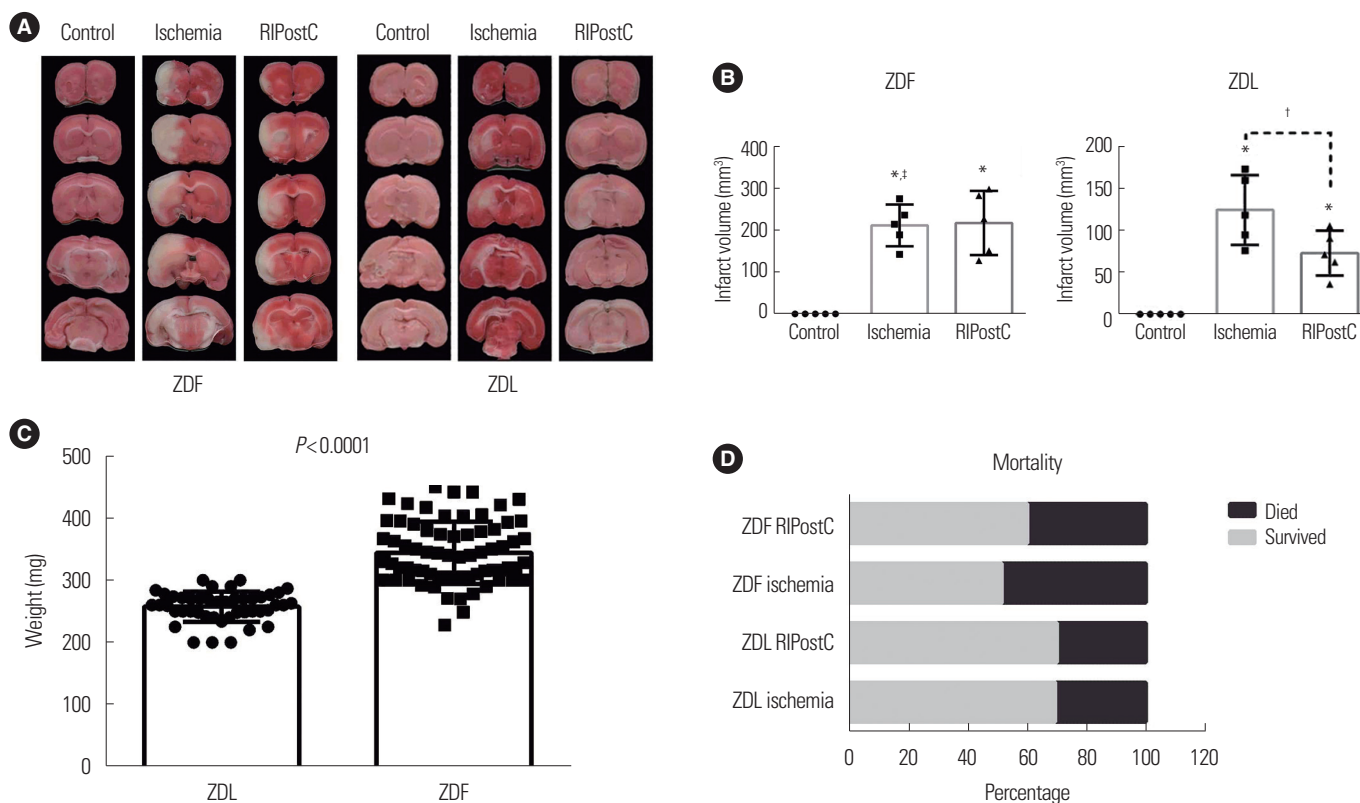 A
Control Ischemia RIPostC Control Ischemia RIPostC
ZDF ZDL
B
ZDF
Infarct volume (mm³)
400
300
200
100
0
*,‡
*
Control Ischemia RIPostC
ZDL
Infarct volume (mm³)
200
150
100
50
0
†
*
*
Control Ischemia RIPostC
C
P<0.0001
Weight (mg)
500
400
300
200
100
0
ZDL ZDF
D
Mortality
ZDF RIPostC
ZDF ischemia
ZDL RIPostC
ZDL ischemia
0 20 40 60 80 100 120
Percentage
Died
Survived